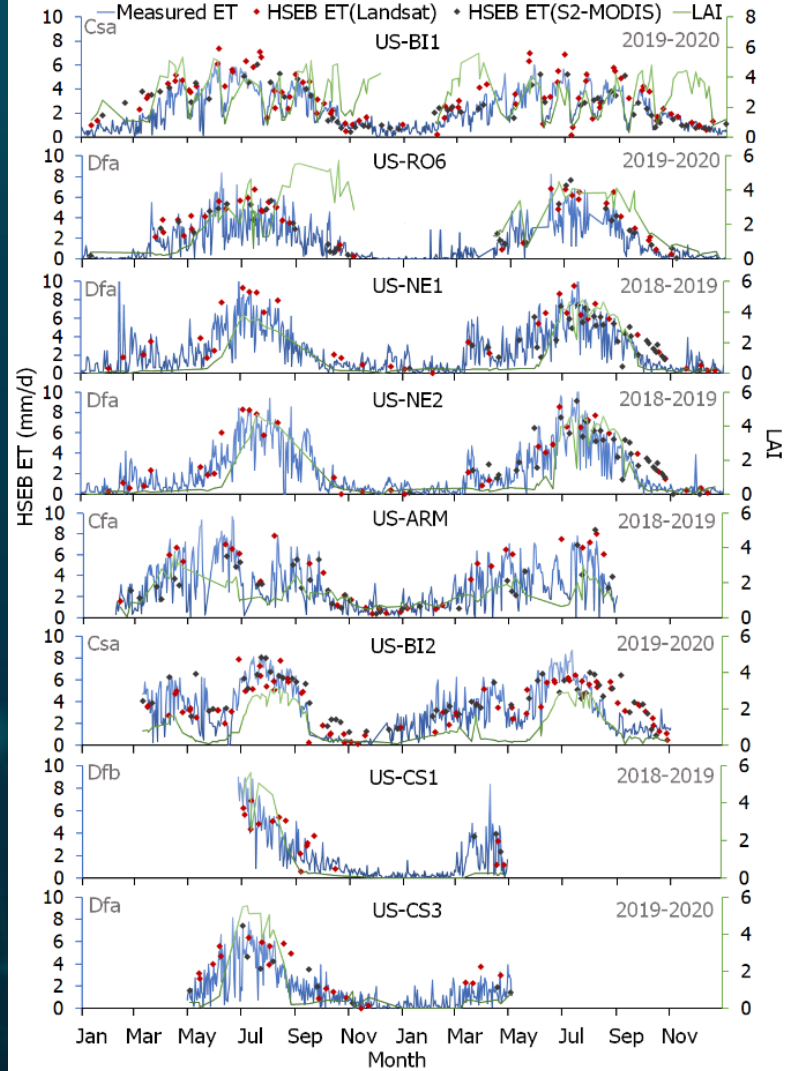 Measured ET HSEB ET(Landsat) HSEB ET(S2-MODIS) LAI
10 8 6 4 2 0
Csa US-BI1 2019-2020
8 6 4 2 0
10 8 6 4 2 0
Dfa US-RO6 2019-2020
6 4 2 0
10 8 6 4 2 0
Dfa US-NE1 2018-2019
6 5 4 3 2 1 0
10 8 6 4 2 0
Dfa US-NE2 2018-2019
6 5 4 3 2 1 0
HSEB ET (mm/d)
LAI
10 8 6 4 2 0
Cfa US-ARM 2018-2019
6 4 2 0
10 8 6 4 2 0
Csa US-BI2 2019-2020
6 4 2 0
10 8 6 4 2 0
Dfb US-CS1 2018-2019
6 4 2 0
10 8 6 4 2 0
Dfa US-CS3 2019-2020
6 4 2 0
Jan Mar May Jul Sep Nov Jan Mar May Jul Sep Nov
Month